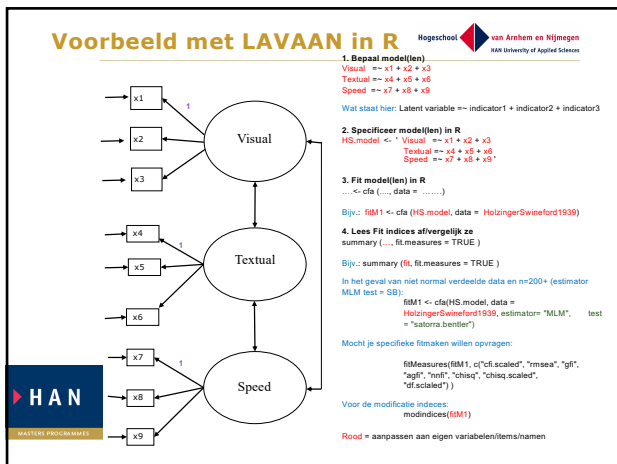 Voorbeeld met LAVAAN in R
Hogeschool van Arnhem en Nijmegen
HAN University of Applied Sciences
1. Bepaal model(len)
Visual =~ x1 + x2 + x3
Textual =~ x4 + x5 + x6
Speed =~ x7 + x8 + x9
Wat staat hier: Latent variable =~ indicator1 + indicator2 + indicator3
2. Specificeer model(len) in R
HS.model <- ' Visual =~ x1 + x2 + x3
Textual =~ x4 + x5 + x6
Speed =~ x7 + x8 + x9 '
3. Fit model(len) in R
….<- cfa (…., data = …….)
Bijv.: fitM1 <- cfa (HS.model, data = HolzingerSwineford1939)
4. Lees Fit indices af/vergelijk ze
summary (…, fit.measures = TRUE )
Bijv.: summary (fit, fit.measures = TRUE )
In het geval van niet normal verdeelde data en n=200+ (estimator
MLM test = SB):
fitM1 <- cfa(HS.model, data =
HolzingerSwineford1939, estimator= "MLM", test
= "satorra.bentler")
Mocht je specifieke fitmaken willen opvragen:
fitMeasures(fitM1, c("cfi.scaled", "rmsea", "gfi",
"agfi", "nnfi", "chisq", "chisq.scaled",
"df.sclaled") )
Voor de modificatie indeces:
modindices(fitM1)
Rood = aanpassen aan eigen variabelen/items/namen
x1
1
x2
Visual
x3
x4
1
x5
Textual
x6
x7
1
x8
Speed
x9
HAN
MASTERS PROGRAMMES